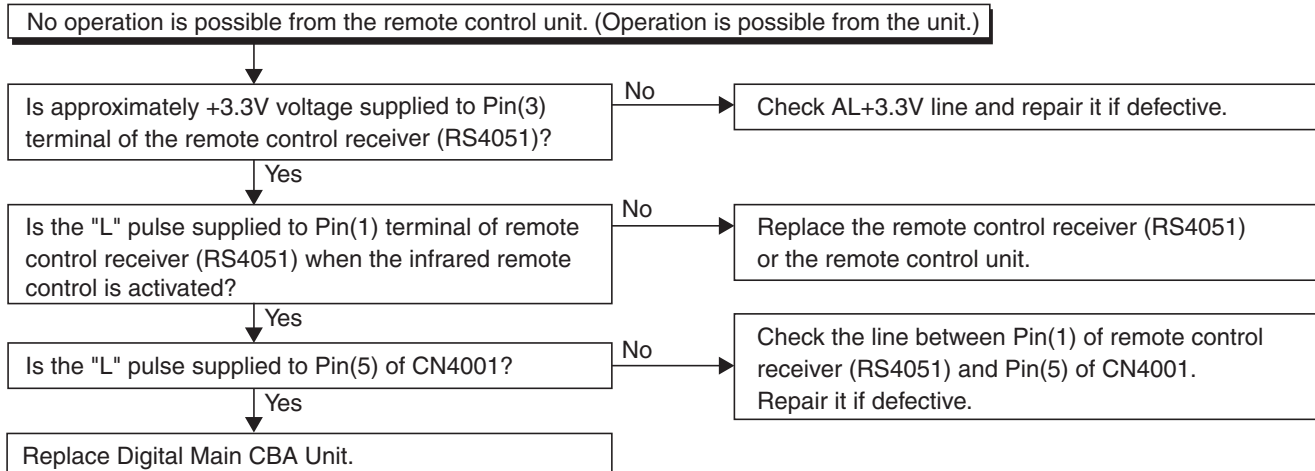 No operation is possible from the remote control unit. (Operation is possible from the unit.)
Is approximately +3.3V voltage supplied to Pin(3)
terminal of the remote control receiver (RS4051)?
No
Check AL+3.3V line and repair it if defective.
Yes
Is the "L" pulse supplied to Pin(1) terminal of remote
control receiver (RS4051) when the infrared remote
control is activated?
No
Replace the remote control receiver (RS4051)
or the remote control unit.
Yes
Is the "L" pulse supplied to Pin(5) of CN4001?
No
Check the line between Pin(1) of remote control
receiver (RS4051) and Pin(5) of CN4001.
Repair it if defective.
Yes
Replace Digital Main CBA Unit.